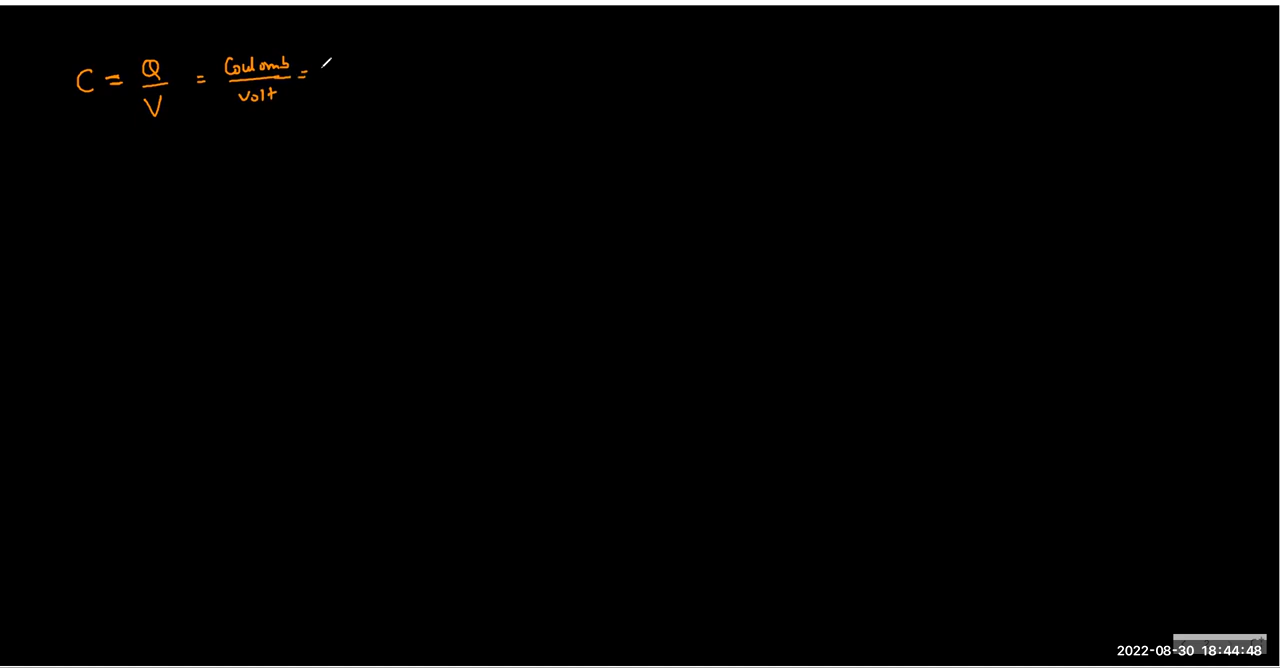 C = Q/V = Coulomb/Volt =
2022-08-30 18:44:48